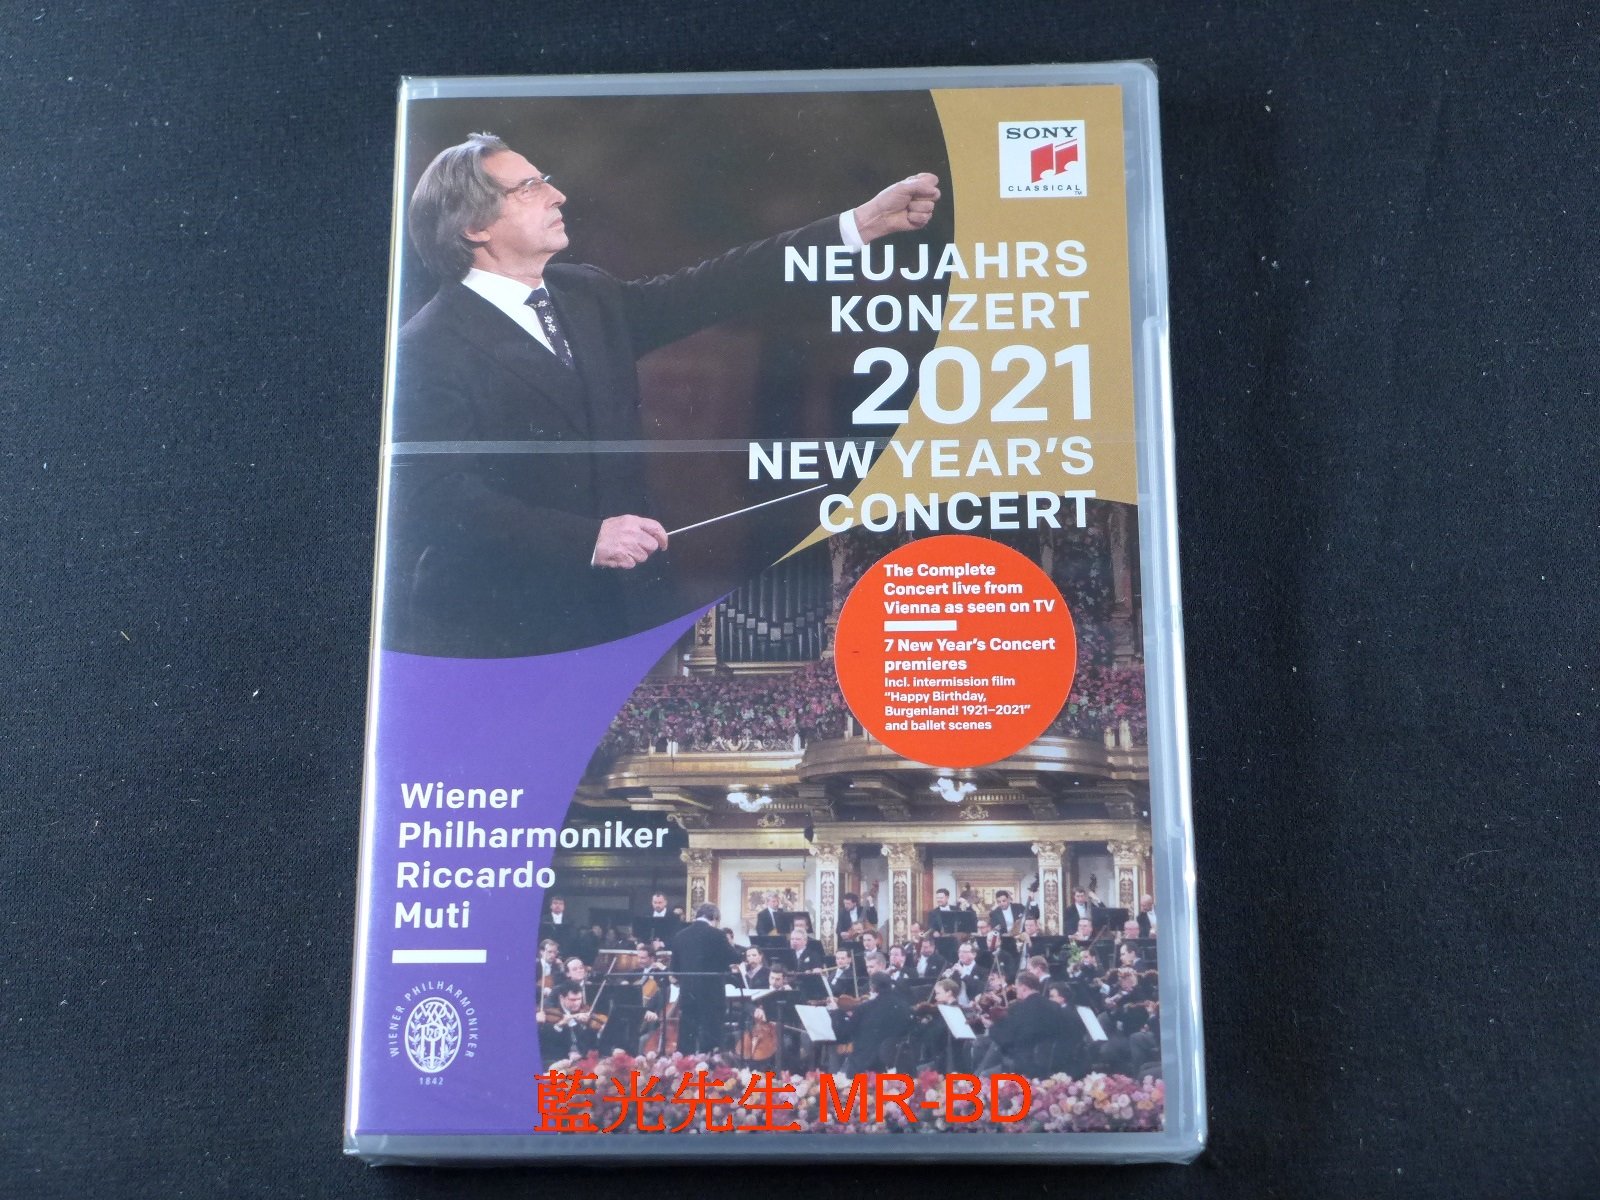 SONY
CLASSICAL
TM
NEUJAHRS
KONZERT
2021
NEW YEAR'S
CONCERT
The Complete
Concert live from
Vienna as seen on TV
7 New Year's Concert
premieres
Incl. intermission film
"Happy Birthday,
Burgenland! 1921–2021"
and ballet scenes
Wiener
Philharmoniker
Riccardo
Muti
WIENER PHILHARMONIKER
1842
藍光先生 MR-BD